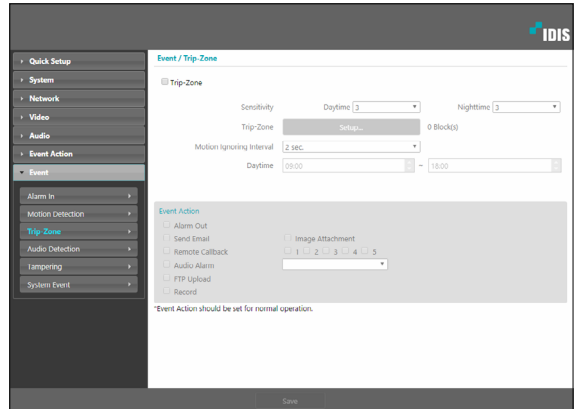 IDIS
Quick Setup
System
Network
Video
Audio
Event Action
Event
Alarm In
Motion Detection
Trip-Zone
Audio Detection
Tampering
System Event
Event / Trip-Zone
Trip-Zone
Sensitivity Daytime 3 Nighttime 3
Trip-Zone Setup... 0 Block(s)
Motion Ignoring Interval 2 sec.
Daytime 09:00 ~ 18:00
Event Action
Alarm Out
Send Email Image Attachment
Remote Callback 1 2 3 4 5
Audio Alarm
FTP Upload
Record
*Event Action should be set for normal operation.
Save